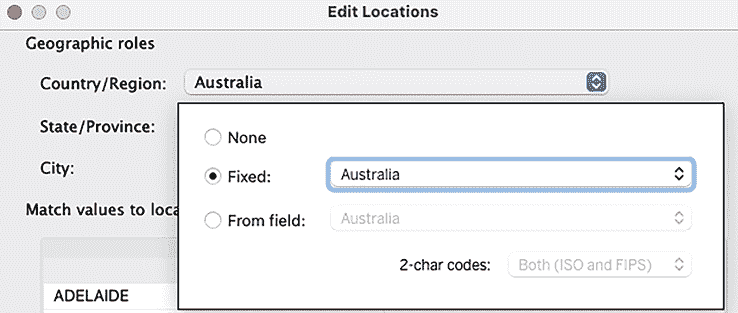 Edit Locations
Geographic roles
Country/Region: Australia
State/Province:
None
City:
Fixed: Australia
Match values to loca
From field: Australia
2-char codes: Both (ISO and FIPS)
ADELAIDE